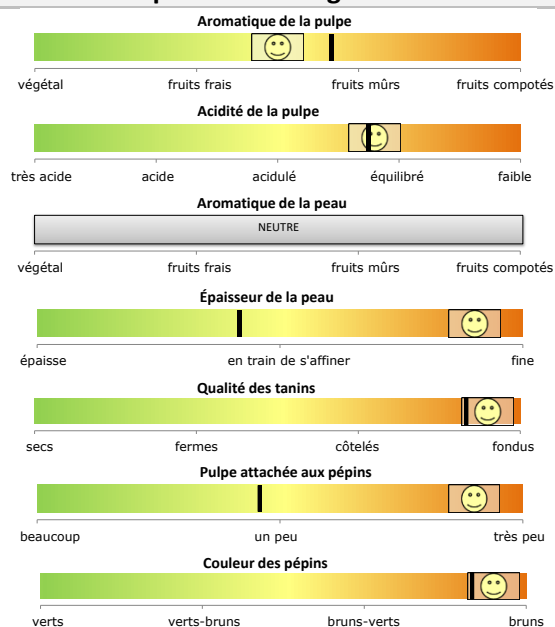 Aromatique de la pulpe
végétal fruits frais fruits mûrs fruits compotés
Acidité de la pulpe
très acide acide acidulé équilibré faible
Aromatique de la peau
NEUTRE
végétal fruits frais fruits mûrs fruits compotés
Épaisseur de la peau
épaisse en train de s'affiner fine
Qualité des tanins
secs fermes côtelés fondus
Pulpe attachée aux pépins
beaucoup un peu très peu
Couleur des pépins
verts verts-bruns bruns-verts bruns